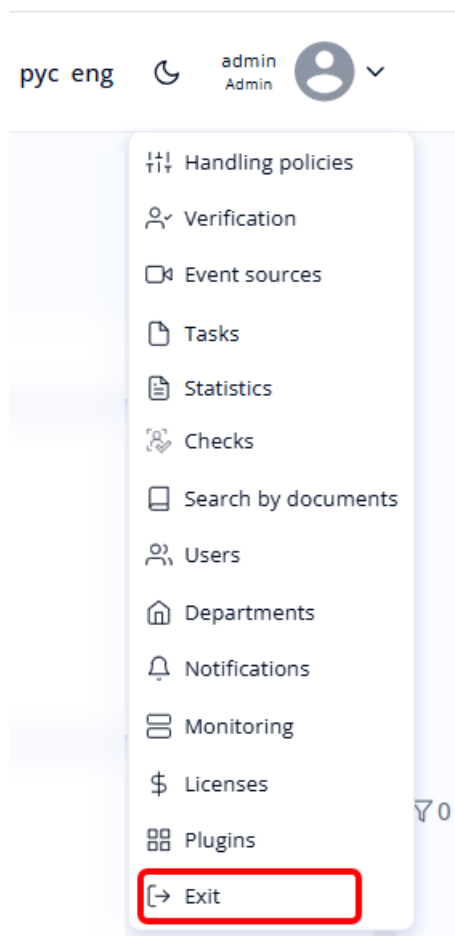 рус eng
admin
Admin
Handling policies
Verification
Event sources
Tasks
Statistics
Checks
Search by documents
Users
Departments
Notifications
Monitoring
$ Licenses
0
Plugins
Exit